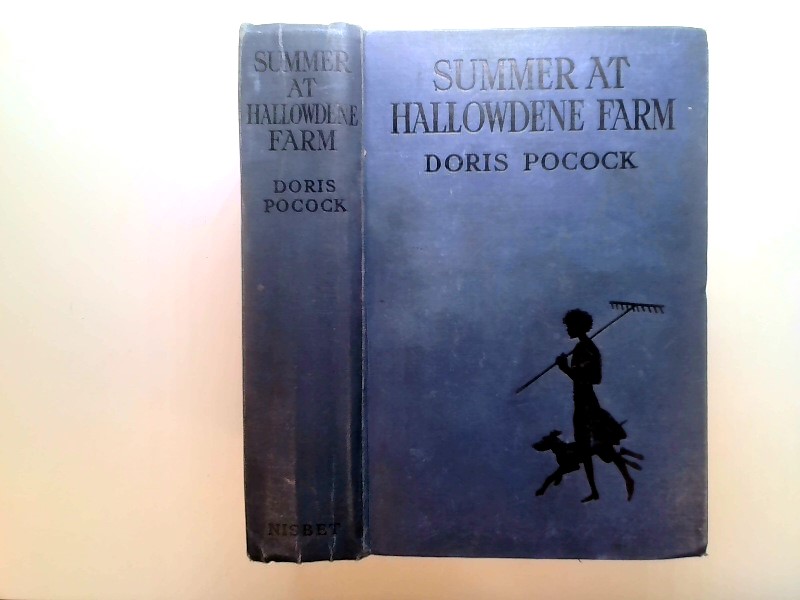 SUMMER
AT
HALLOWDENE
FARM
DORIS
POCOCK
NISBET
SUMMER AT
HALLOWDENE FARM
DORIS POCOCK